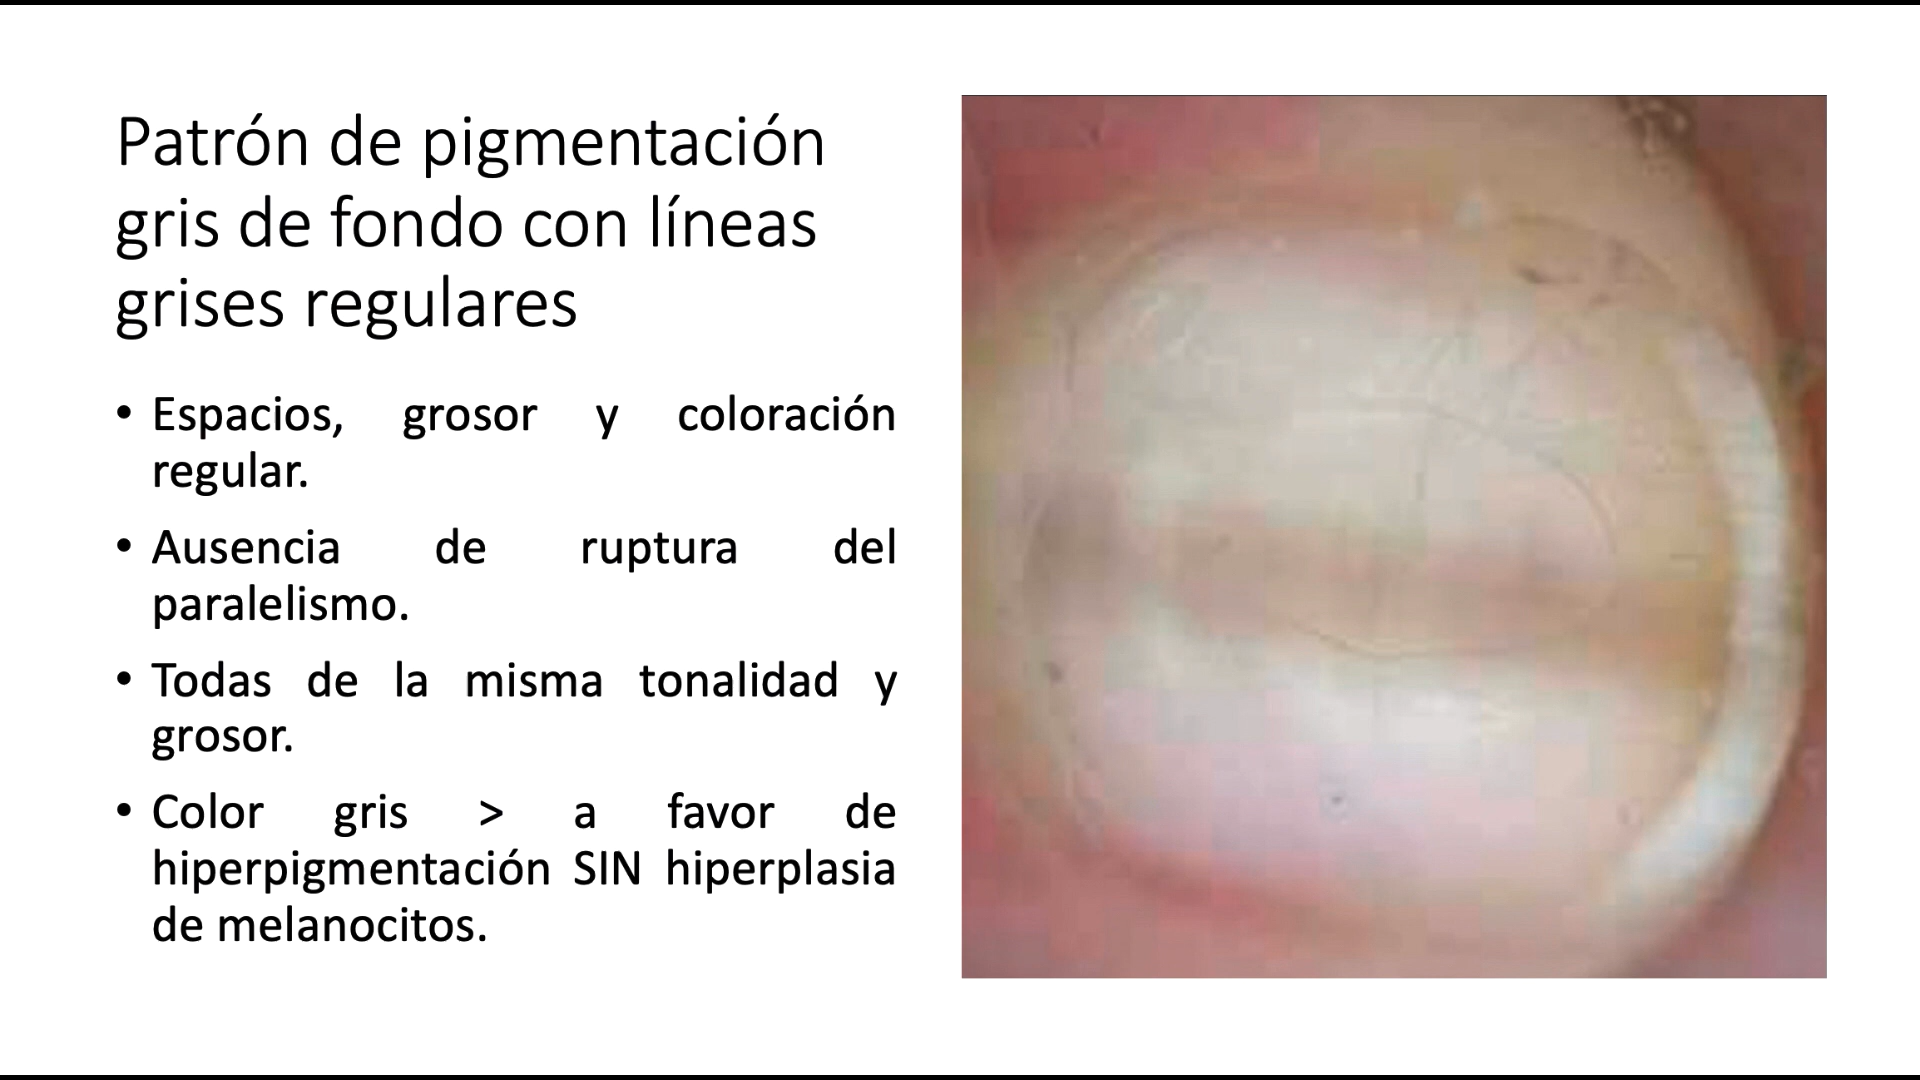 Patrón de pigmentación
gris de fondo con líneas
grises regulares
• Espacios, grosor y coloración
regular.
• Ausencia de ruptura del
paralelismo.
• Todas de la misma tonalidad y
grosor.
• Color gris > a favor de
hiperpigmentación SIN hiperplasia
de melanocitos.